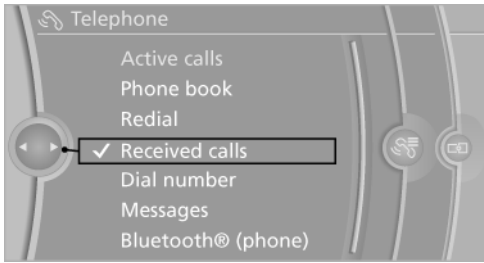 Telephone
Active calls
Phone book
Redial
Received calls
Dial number
Messages
Bluetooth® (phone)